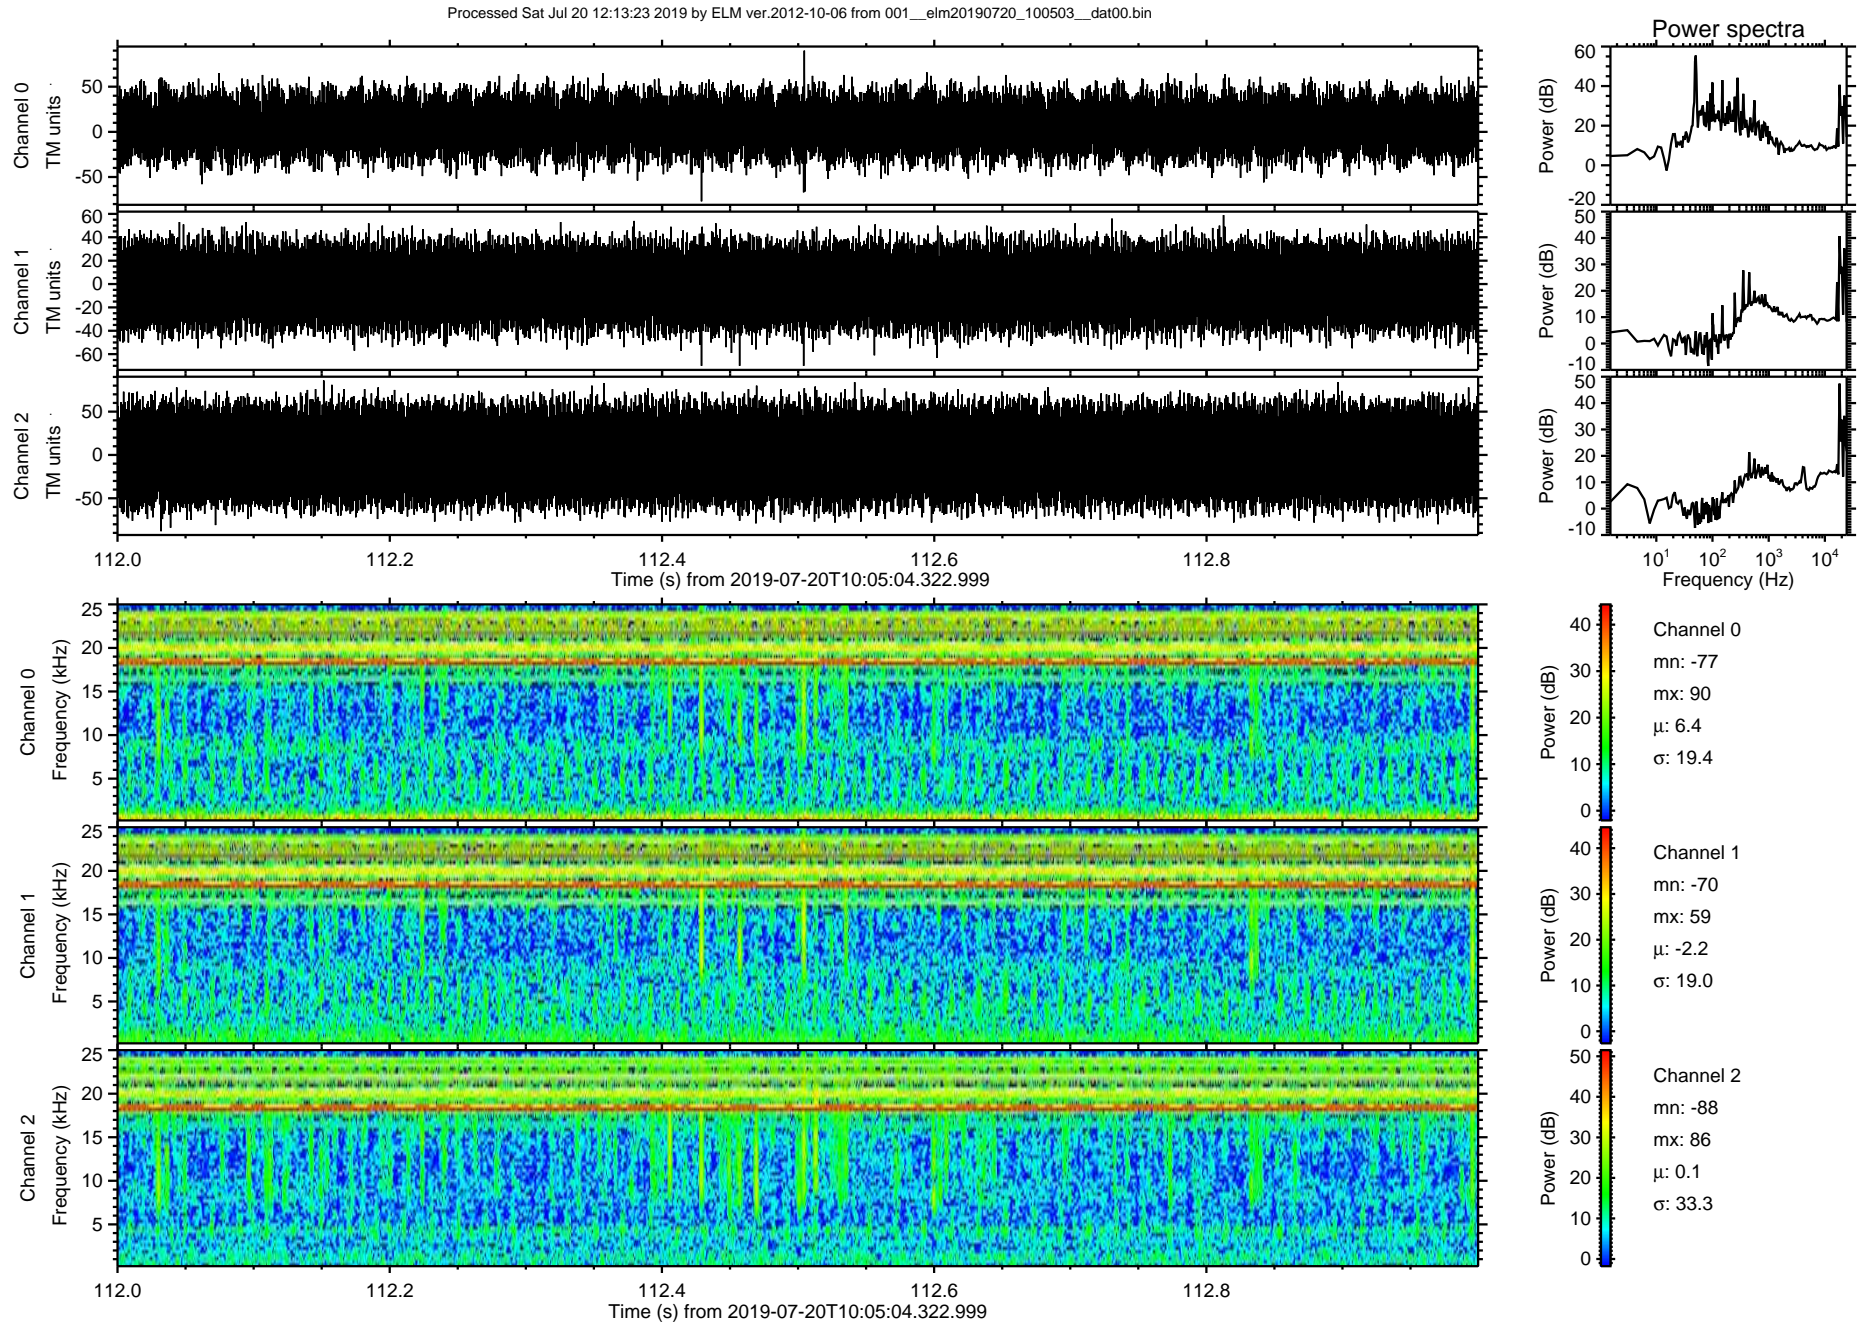 Processed Sat Jul 20 12:13:23 2019 by ELM ver.2012-10-06 from 001__elm20190720_100503__dat00.bin
Power spectra
Channel 0
TM units
50
0
-50
Power (dB)
60
40
20
0
-20
Channel 1
TM units
60
40
20
0
-20
-40
-60
Power (dB)
50
40
30
20
10
0
-10
Channel 2
TM units
50
0
-50
Power (dB)
50
40
30
20
10
0
-10
112.0 112.2 112.4 112.6 112.8
Time (s) from 2019-07-20T10:05:04.322.999
10^1 10^2 10^3 10^4
Frequency (Hz)
Channel 0
Frequency (kHz)
25
20
15
10
5
Power (dB)
40
30
20
10
0
Channel 0
mn: -77
mx: 90
μ: 6.4
σ: 19.4
Channel 1
Frequency (kHz)
25
20
15
10
5
Power (dB)
40
30
20
10
0
Channel 1
mn: -70
mx: 59
μ: -2.2
σ: 19.0
Channel 2
Frequency (kHz)
25
20
15
10
5
Power (dB)
50
40
30
20
10
0
Channel 2
mn: -88
mx: 86
μ: 0.1
σ: 33.3
112.0 112.2 112.4 112.6 112.8
Time (s) from 2019-07-20T10:05:04.322.999